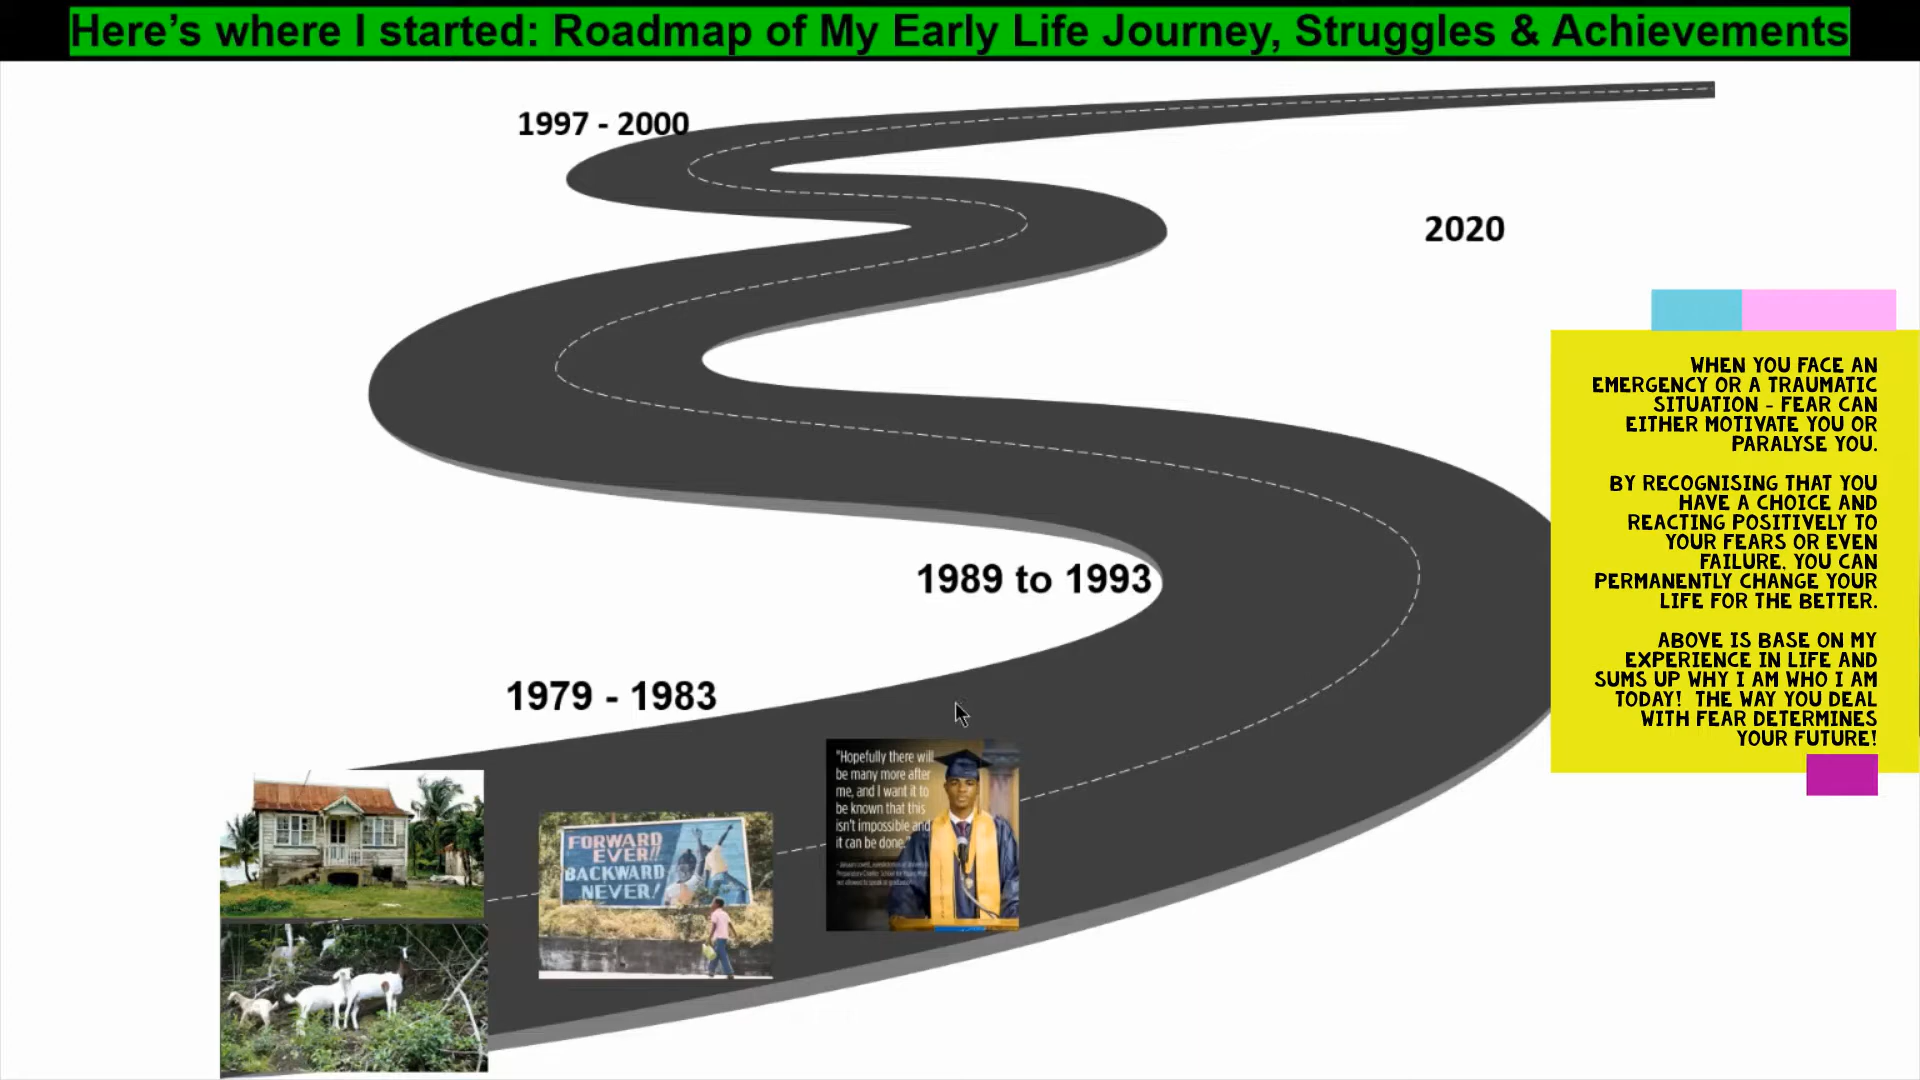 Here’s where I started: Roadmap of My Early Life Journey, Struggles & Achievements
1997 - 2000
2020
WHEN YOU FACE AN
EMERGENCY OR A TRAUMATIC
SITUATION - FEAR CAN
EITHER MOTIVATE YOU OR
PARALYSE YOU.
BY RECOGNISING THAT YOU
HAVE A CHOICE AND
REACTING POSITIVELY TO
YOUR FEARS OR EVEN
FAILURE. YOU CAN
PERMANENTLY CHANGE YOUR
LIFE FOR THE BETTER.
ABOVE IS BASE ON MY
EXPERIENCE IN LIFE AND
SUMS UP WHY I AM WHO I AM
TODAY! THE WAY YOU DEAL
WITH FEAR DETERMINES
YOUR FUTURE!
1989 to 1993
1979 - 1983
FORWARD
EVER!!
BACKWARD
NEVER!
"Hopefully there will
be many more after
me, and I want it to
be known that this
isn't impossible and
it can be done."